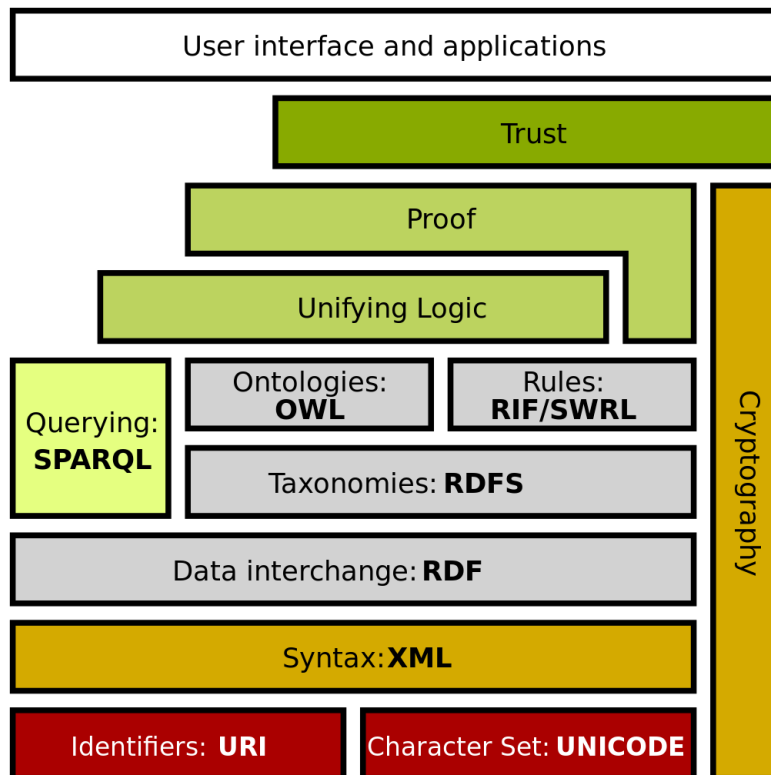 User interface and applications
Trust
Proof
Unifying Logic
Querying:
SPARQL
Ontologies:
OWL
Rules:
RIF/SWRL
Taxonomies: RDFS
Data interchange: RDF
Syntax: XML
Identifiers: URI
Character Set: UNICODE
Cryptography